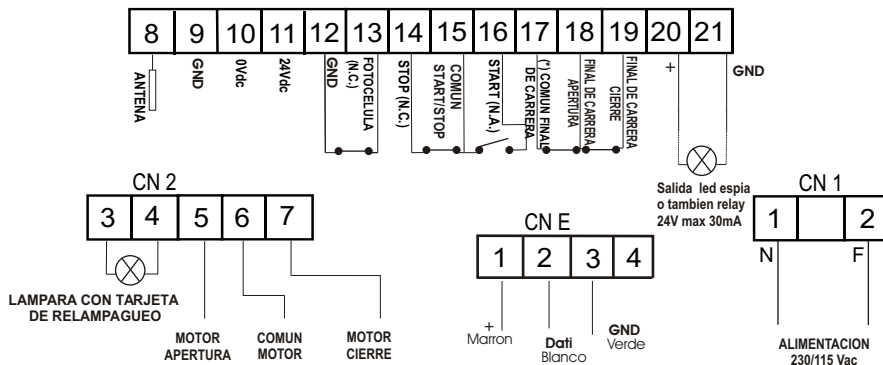 8 9 10 11 12 13 14 15 16 17 18 19 20 21
ANTENA
GND
0Vdc
24Vdc
GND
FOTOCELULA
(N.C.)
STOP (N.C.)
COMUN
START/STOP
START (N.A.)
(*) COMUN FINAL
DE CARRERA
FINAL DE CARRERA
APERTURA
FINAL DE CARRERA
CIERRE
+
GND
Salida led espia
o tambien relay
24V max 30mA
CN 2
3 4 5 6 7
LAMPARA CON TARJETA
DE RELAMPAGUEO
MOTOR
APERTURA
COMUN
MOTOR
MOTOR
CIERRE
CN E
1 2 3 4
+
Marron
Dati
Blanco
GND
Verde
CN 1
1 2
N F
ALIMENTACION
230/115 Vac